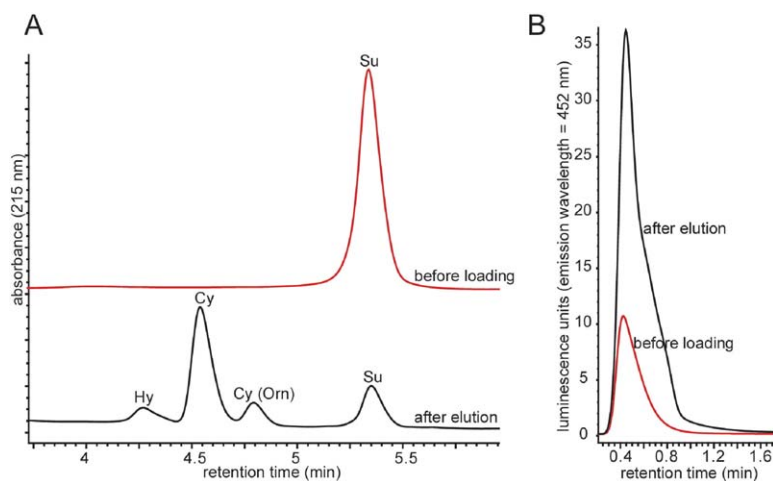 A
B
Su
absorbance (215 nm)
before loading
Cy
Hy
Cy (Orn)
Su
after elution
4
4.5
5
5.5
retention time (min)
luminescence units (emission wavelength = 452 nm)
35
30
25
20
15
10
5
0
after elution
before loading
0.4
0.8
1.2
1.6
retention time (min)